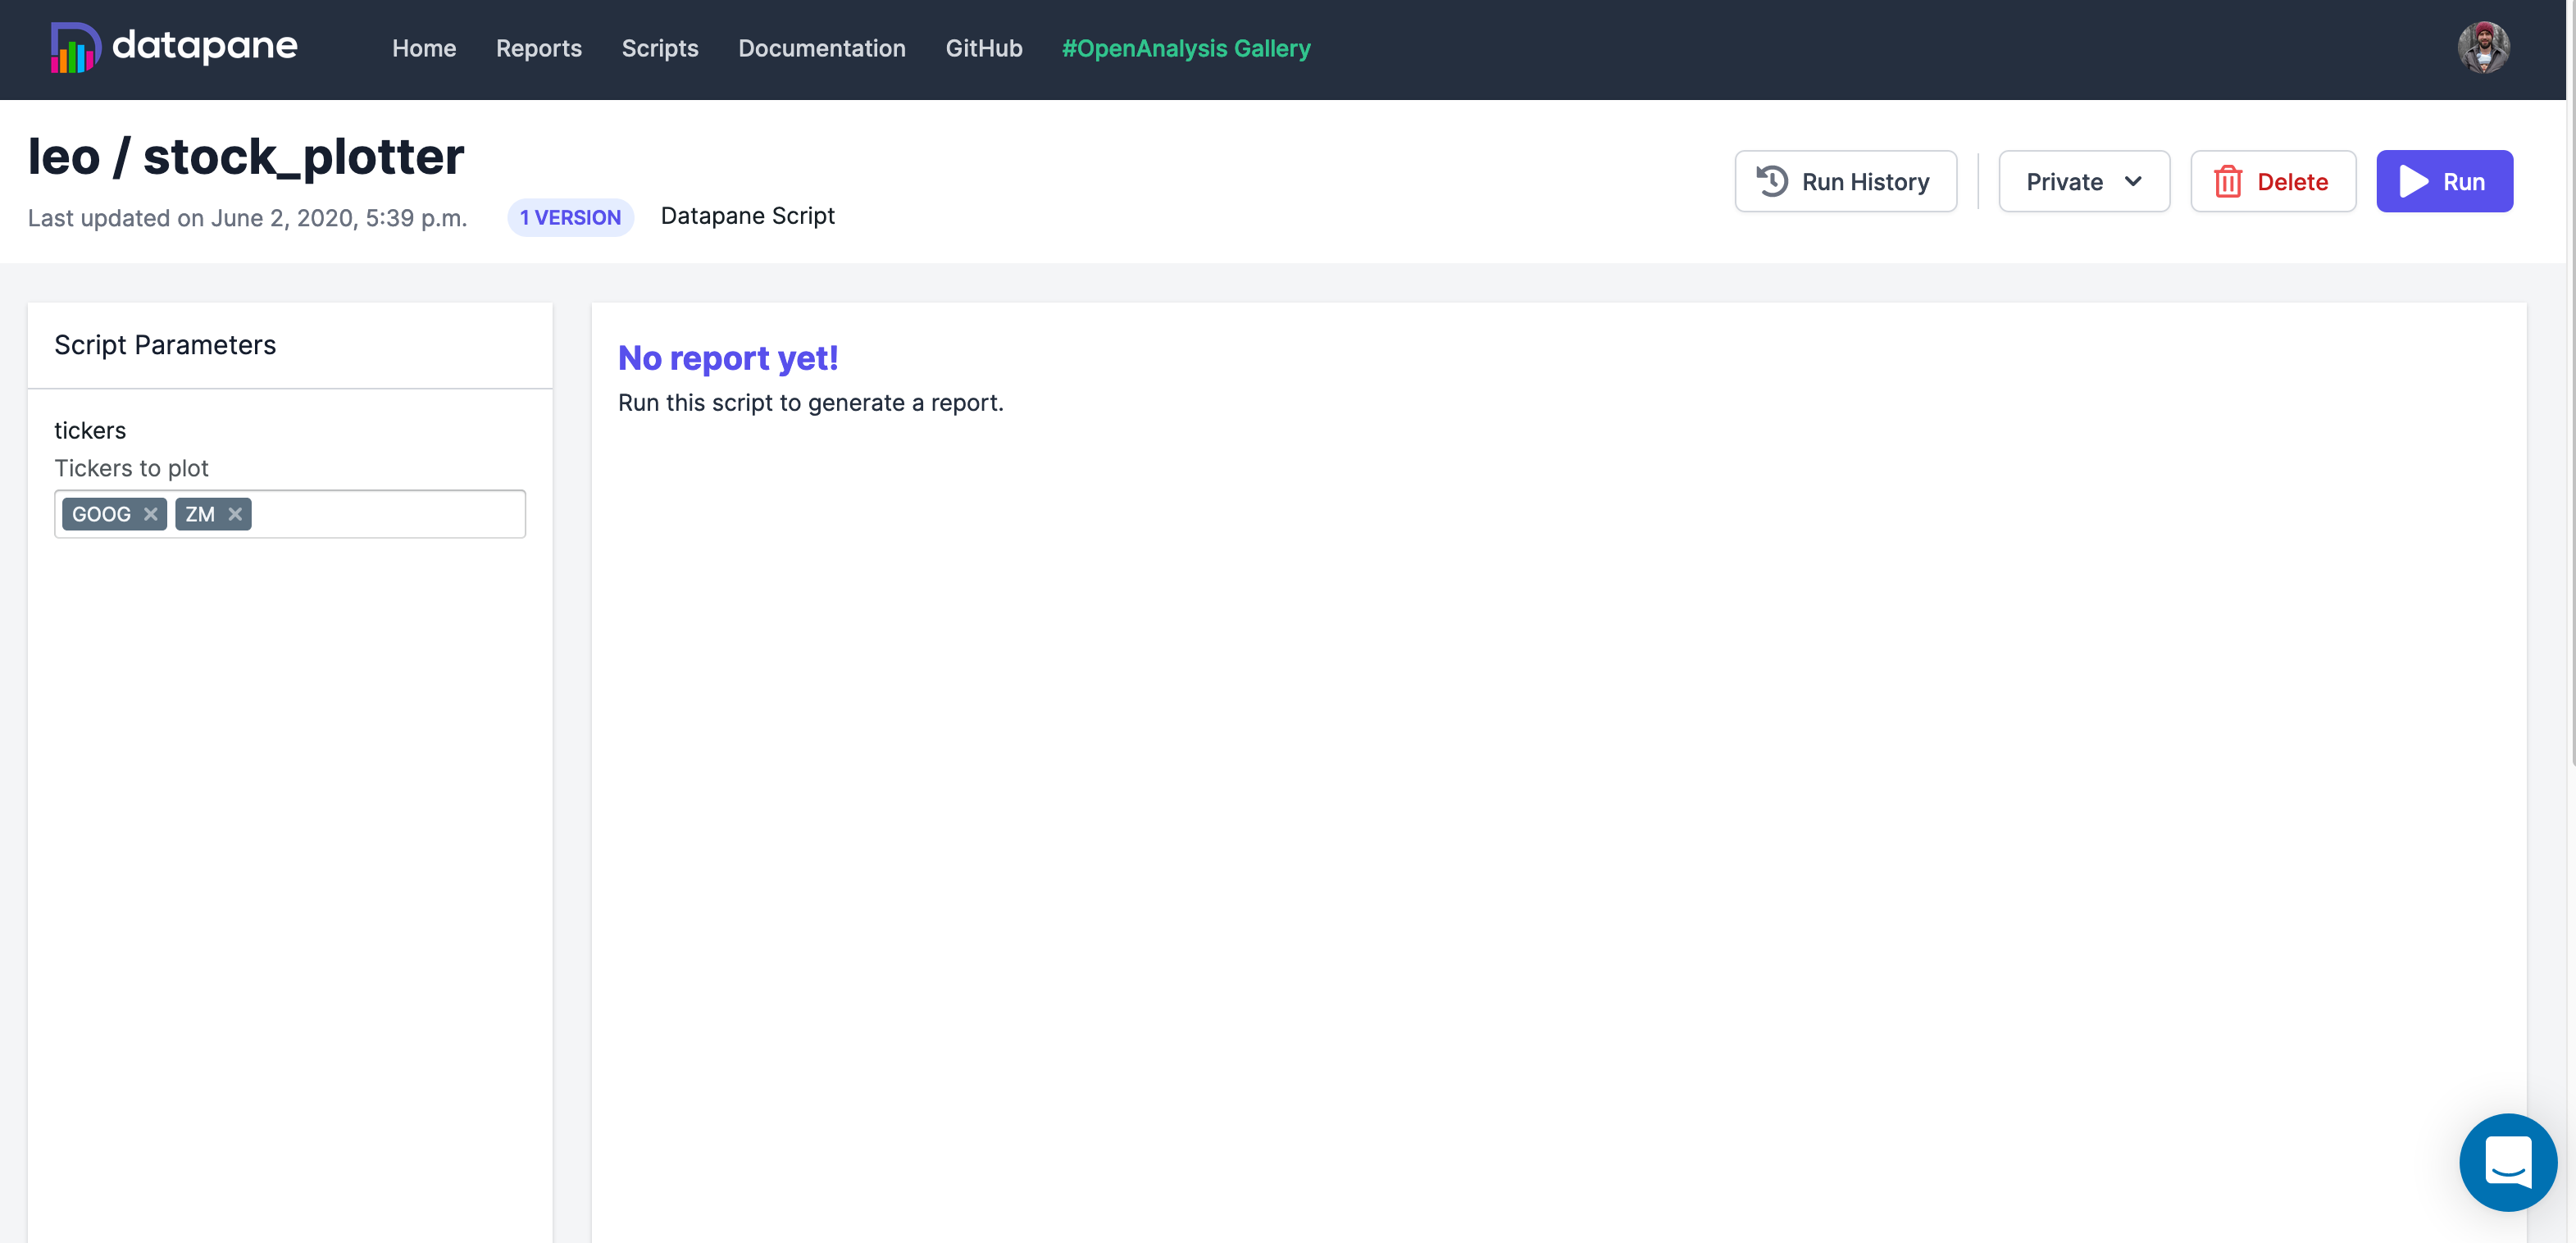 datapane
Home Reports Scripts Documentation GitHub #OpenAnalysis Gallery
leo / stock_plotter
Last updated on June 2, 2020, 5:39 p.m. 1 VERSION Datapane Script
Run History Private Delete Run
Script Parameters
tickers
Tickers to plot
GOOG ZM
No report yet!
Run this script to generate a report.